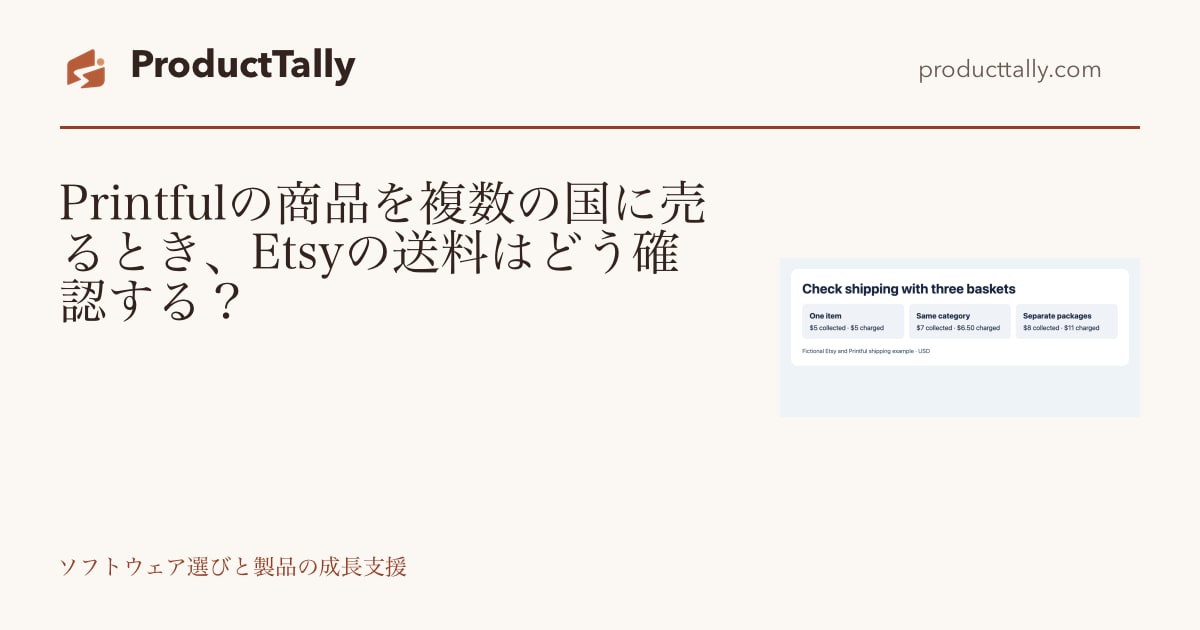 ProductTally
producttally.com
Printfulの商品を複数の国に売
るとき、Etsyの送料はどう確
認する？
Check shipping with three baskets
One item
$5 collected · $5 charged
Same category
$7 collected · $6.50 charged
Separate packages
$8 collected · $11 charged
Fictional Etsy and Printful shipping example · USD
ソフトウェア選びと製品の成長支援